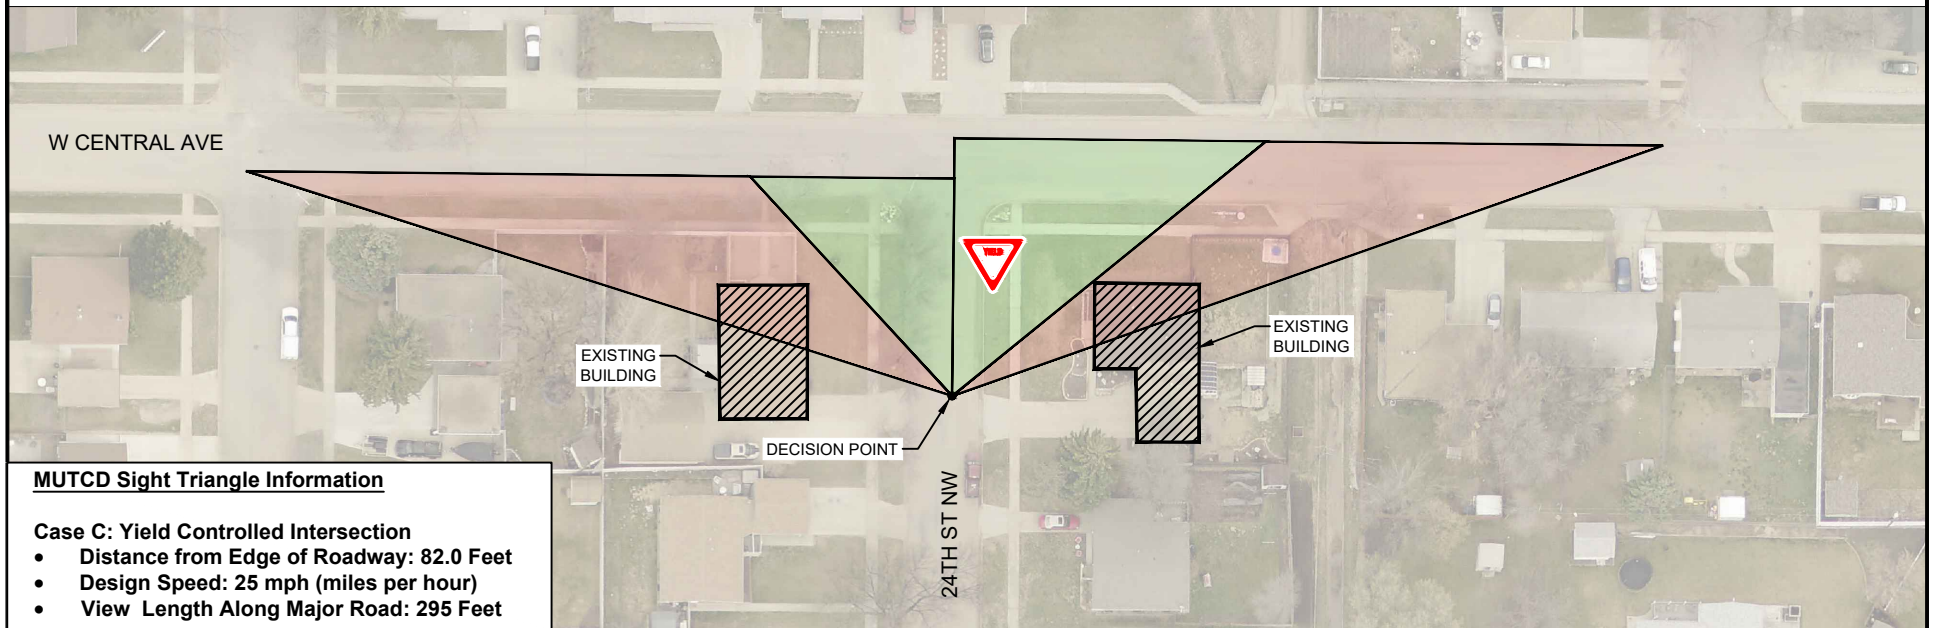 W CENTRAL AVE
YIELD
EXISTING
BUILDING
EXISTING
BUILDING
DECISION POINT
24TH ST NW
MUTCD Sight Triangle Information
Case C: Yield Controlled Intersection
• Distance from Edge of Roadway: 82.0 Feet
• Design Speed: 25 mph (miles per hour)
• View Length Along Major Road: 295 Feet